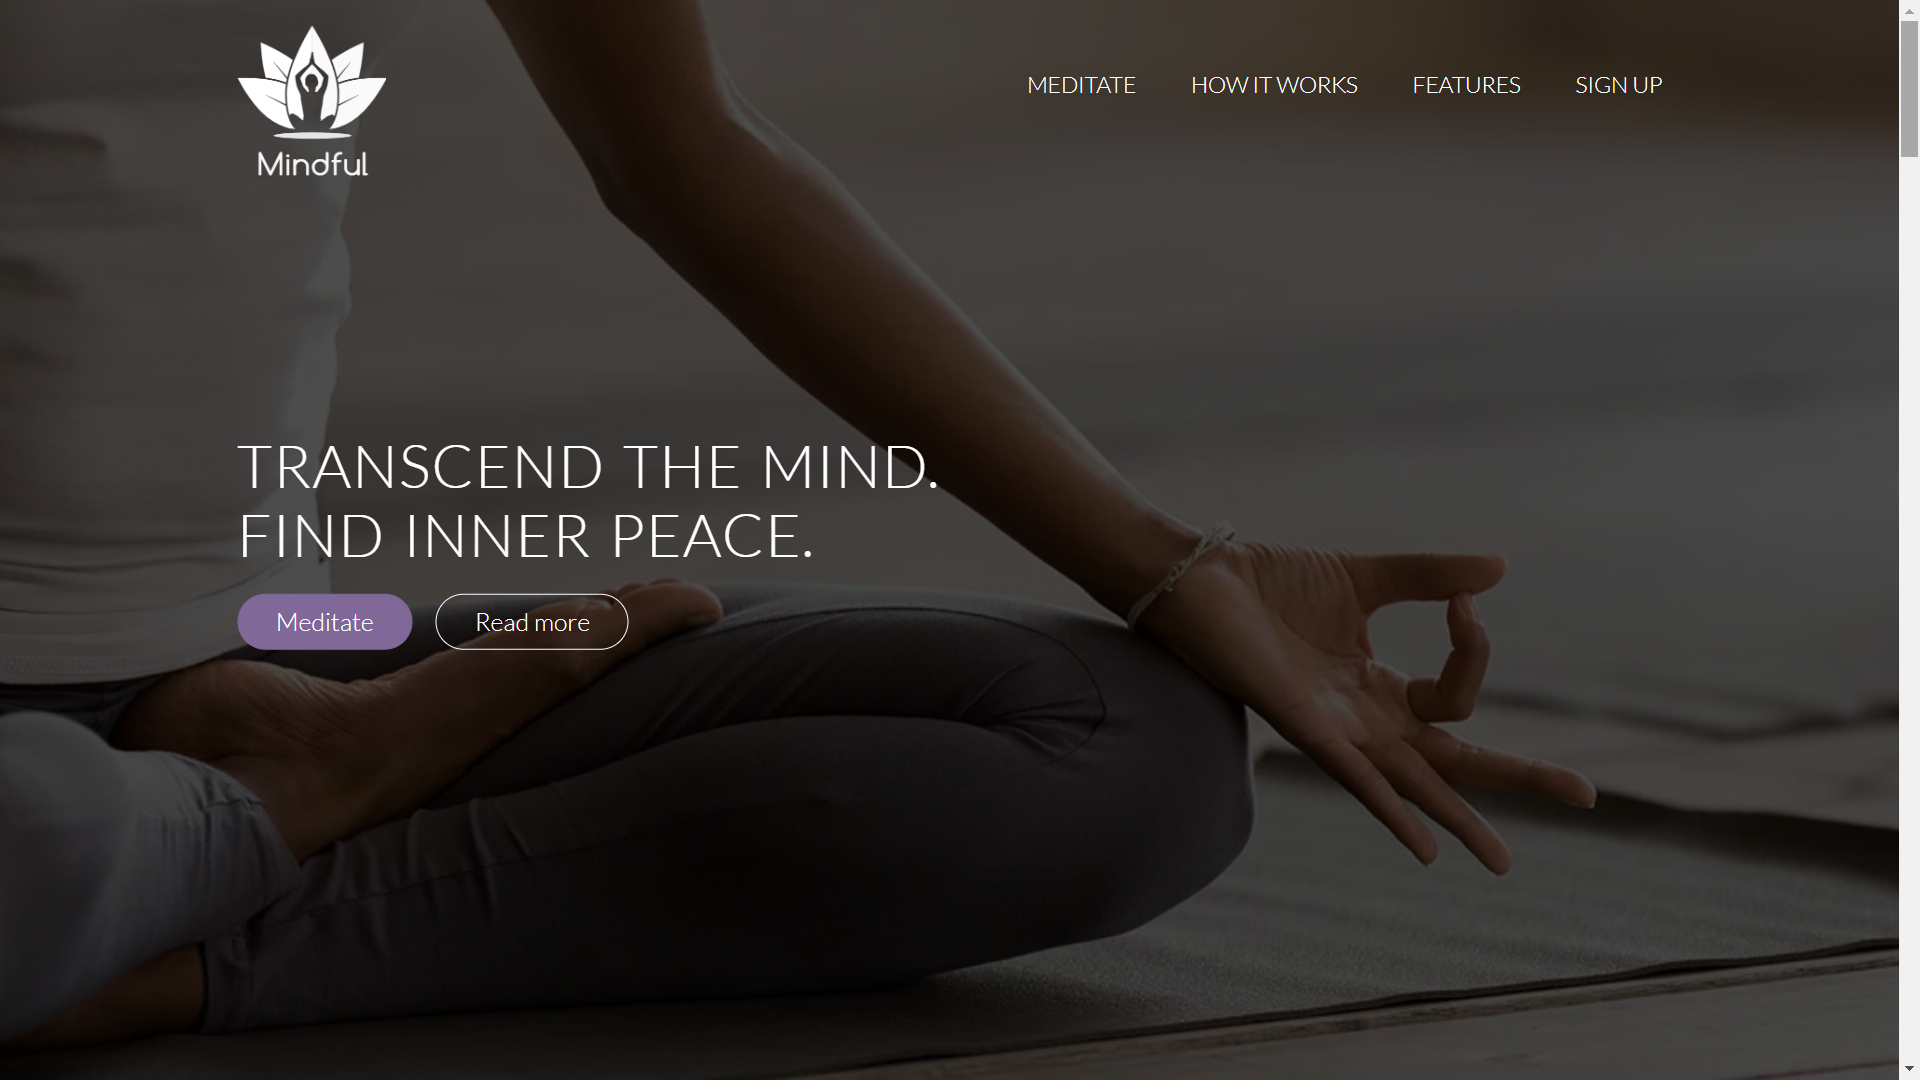 Mindful
MEDITATE
HOW IT WORKS
FEATURES
SIGN UP
TRANSCEND THE MIND.
FIND INNER PEACE.
Meditate
Read more